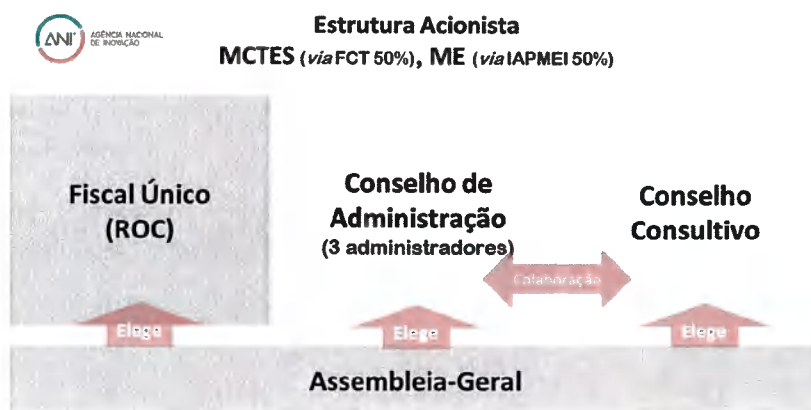 ANI
AGÊNCIA NACIONAL
DE INOVAÇÃO
Estrutura Acionista
MCTES (via FCT 50%), ME (via IAPMEI 50%)
Fiscal Único
(ROC)
Conselho de
Administração
(3 administradores)
Conselho
Consultivo
Colaboração
Elege
Elege
Elege
Assembleia-Geral